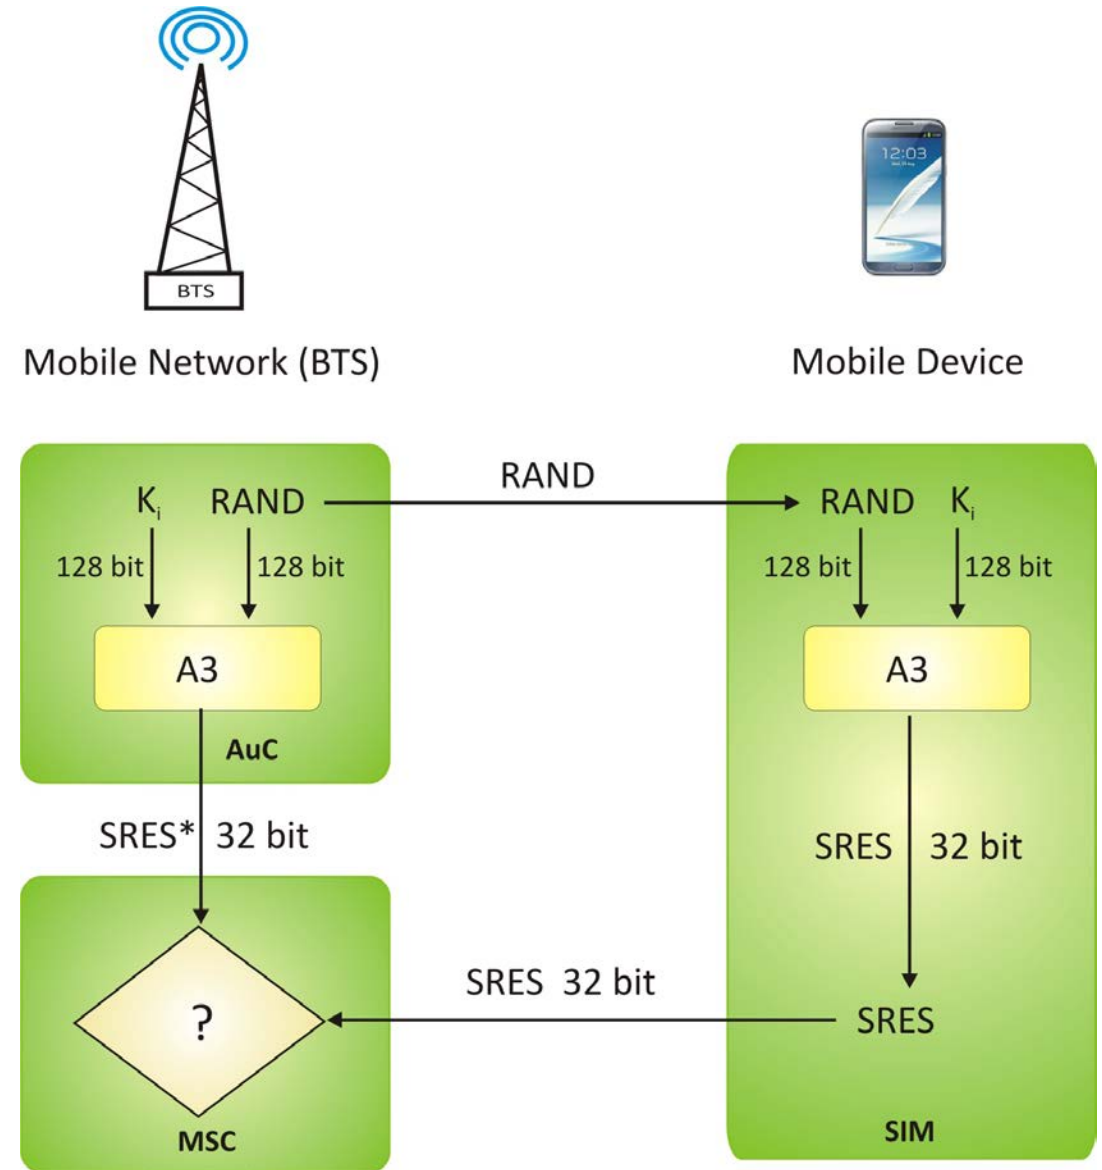 12:03
BTS
Mobile Network (BTS)
Mobile Device
RAND
Kᵢ RAND
RAND Kᵢ
128 bit 128 bit
128 bit 128 bit
A3
A3
AuC
SRES* 32 bit
SRES 32 bit
SRES 32 bit
?
SRES
MSC
SIM